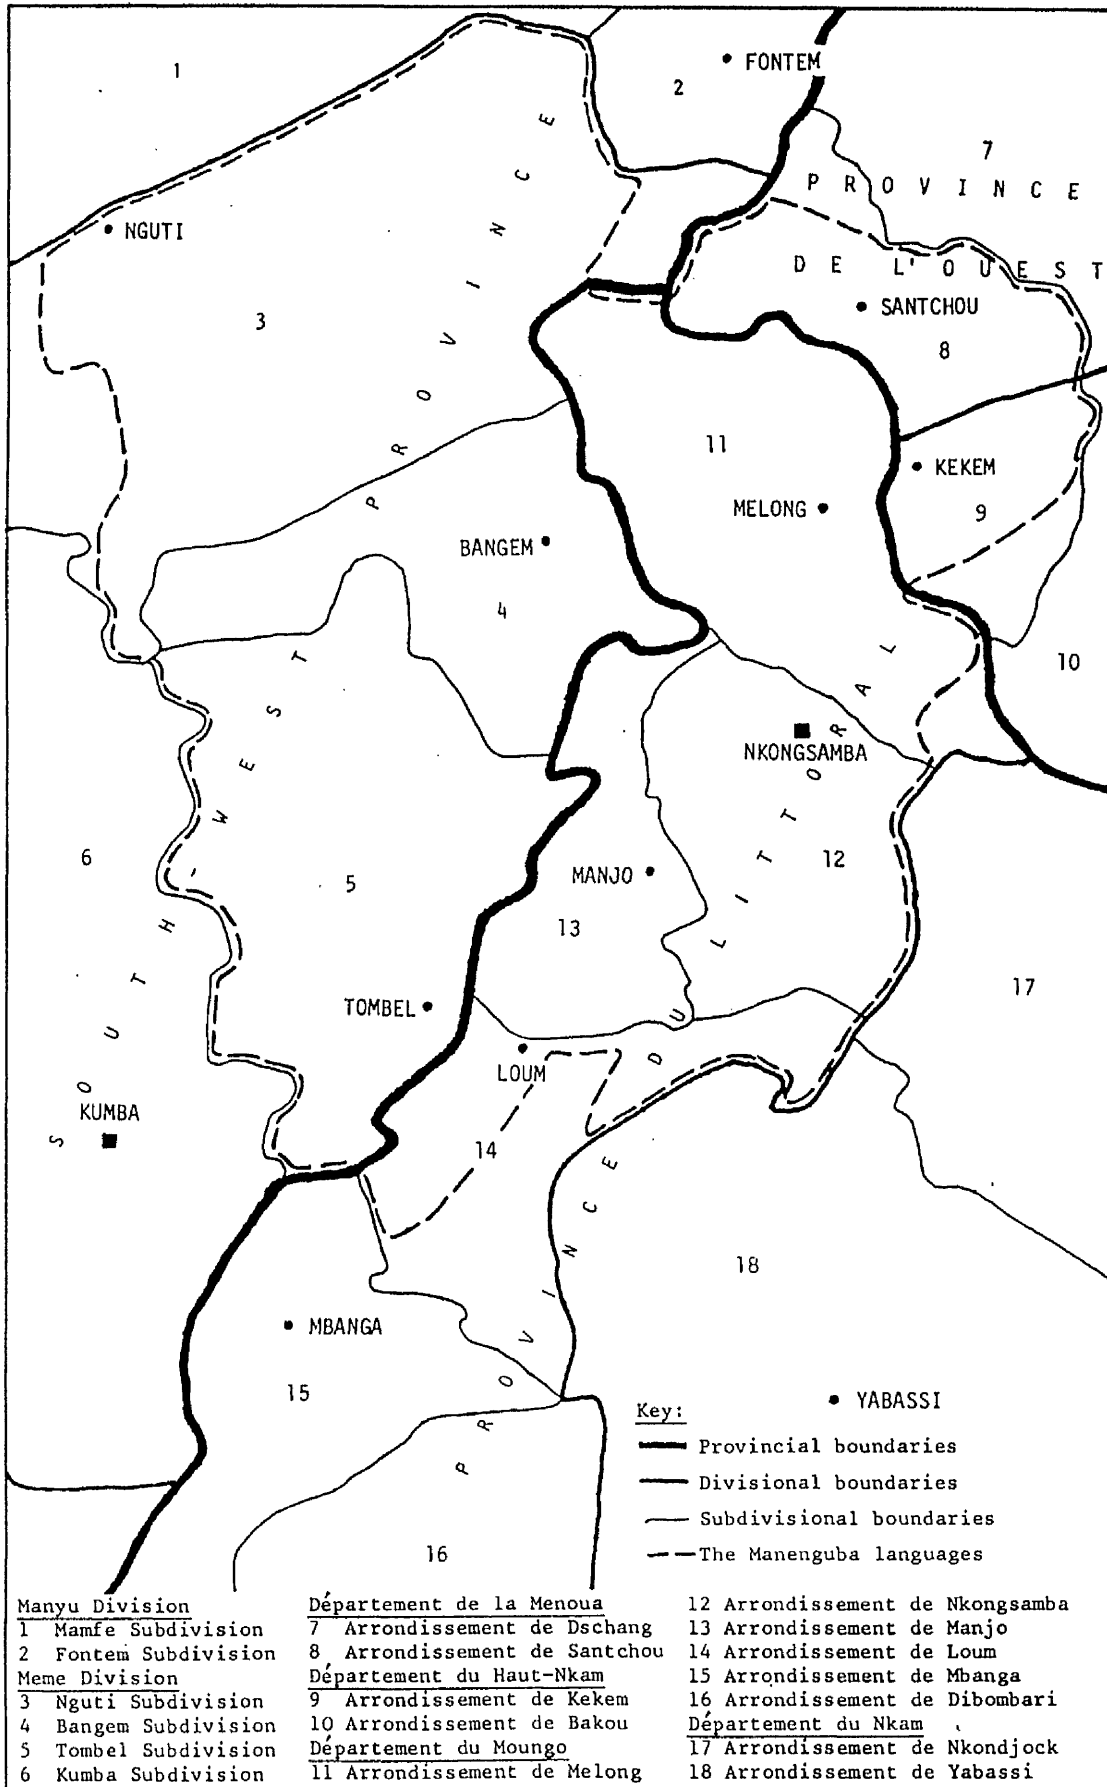 1
2
FONTEM
7
PROVINCE
DE L'OUEST
NGUTI
3
SANTCHOU
8
11
KEKEM
MELONG
9
BANGEM
4
10
NKONGSAMBA
6
5
12
MANJO
13
17
TOMBEL
LOUM
KUMBA
14
18
MBANGA
15
YABASSI
16
SOUTH WEST PROVINCE
PROVINCE DU LITTORAL
Key:
Provincial boundaries
Divisional boundaries
Subdivisional boundaries
The Manenguba languages
Manyu Division
1 Mamfe Subdivision
2 Fontem Subdivision
Meme Division
3 Nguti Subdivision
4 Bangem Subdivision
5 Tombel Subdivision
6 Kumba Subdivision
Département de la Menoua
7 Arrondissement de Dschang
8 Arrondissement de Santchou
Département du Haut-Nkam
9 Arrondissement de Kekem
10 Arrondissement de Bakou
Département du Moungo
11 Arrondissement de Melong
12 Arrondissement de Nkongsamba
13 Arrondissement de Manjo
14 Arrondissement de Loum
15 Arrondissement de Mbanga
16 Arrondissement de Dibombari
Département du Nkam
17 Arrondissement de Nkondjock
18 Arrondissement de Yabassi